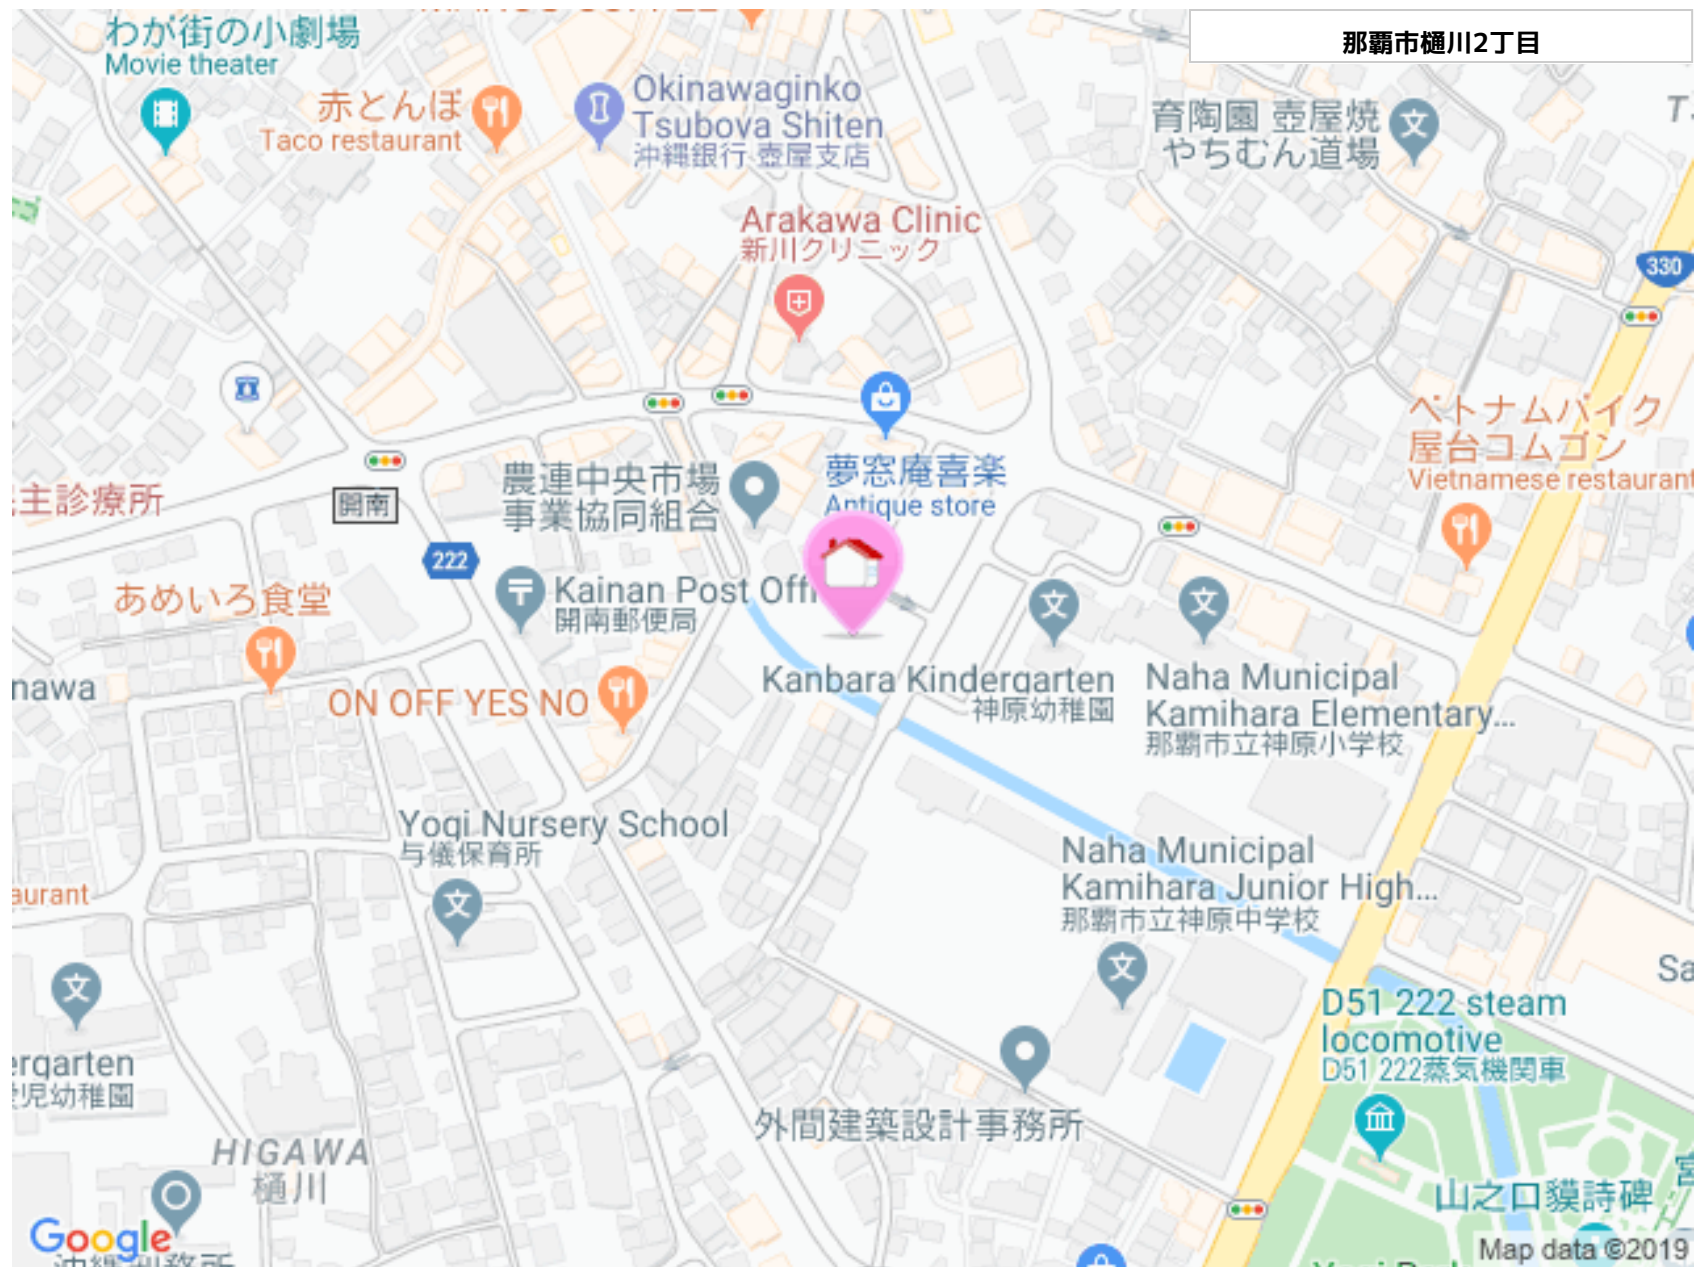 那覇市樋川2丁目
わが街の小劇場
Movie theater
赤とんぼ
Taco restaurant
Okinawaginko
Tsuboya Shiten
沖縄銀行 壺屋支店
育陶園 壺屋焼
やちむん道場
Arakawa Clinic
新川クリニック
330
ベトナムバイク
屋台コムゴン
Vietnamese restaurant
夢窓庵喜楽
Antique store
農連中央市場
事業協同組合
主診療所
開南
222
Kainan Post Offi
開南郵便局
あめいろ食堂
nawa
ON OFF YES NO
Kanbara Kindergarten
神原幼稚園
Naha Municipal
Kamihara Elementary...
那覇市立神原小学校
Yogi Nursery School
与儀保育所
Naha Municipal
Kamihara Junior High...
那覇市立神原中学校
aurant
Sa
D51 222 steam
locomotive
D51 222蒸気機関車
ergarten
児幼稚園
外間建築設計事務所
HIGAWA
樋川
山之口貘詩碑
Google
Map data ©2019